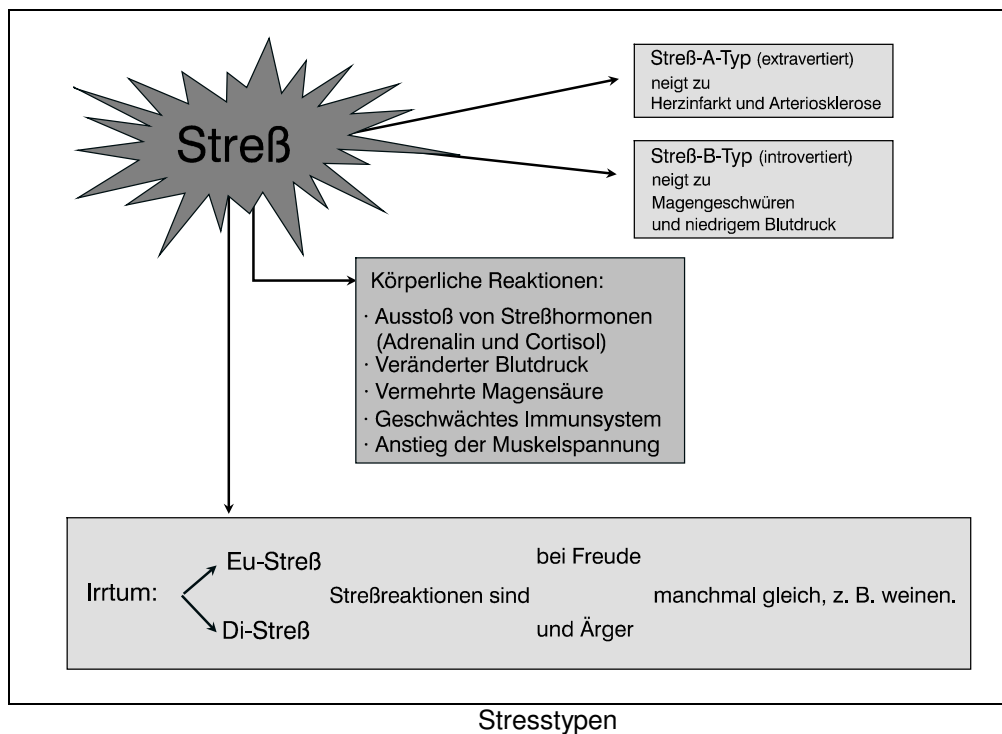 Streß
Streß-A-Typ (extravertiert)
neigt zu
Herzinfarkt und Arteriosklerose
Streß-B-Typ (introvertiert)
neigt zu
Magengeschwüren
und niedrigem Blutdruck
Körperliche Reaktionen:
· Ausstoß von Streßhormonen
(Adrenalin und Cortisol)
· Veränderter Blutdruck
· Vermehrte Magensäure
· Geschwächtes Immunsystem
· Anstieg der Muskelspannung
Eu-Streß bei Freude
Irrtum: Streßreaktionen sind manchmal gleich, z. B. weinen.
Di-Streß und Ärger
Stresstypen